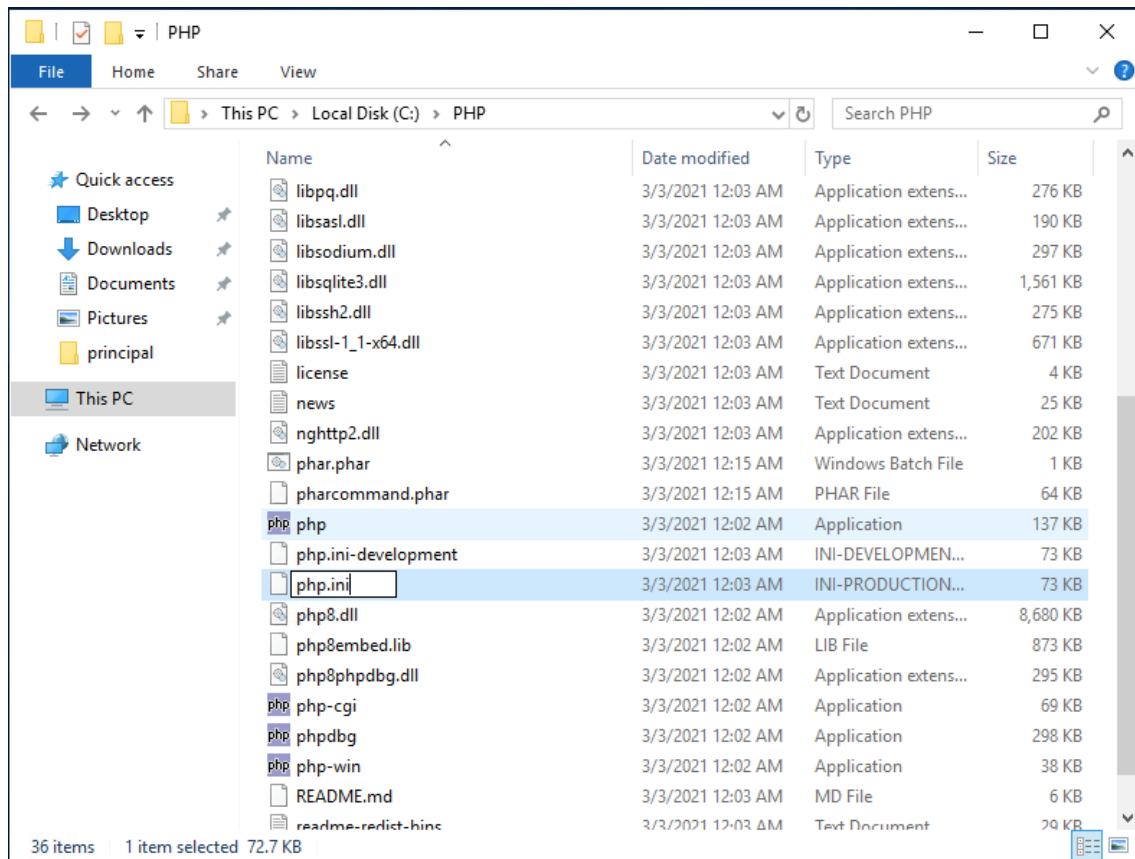 PHP
File Home Share View
This PC > Local Disk (C:) > PHP Search PHP
Name Date modified Type Size
Quick access
Desktop
Downloads
Documents
Pictures
principal
This PC
Network
libpq.dll 3/3/2021 12:03 AM Application extens... 276 KB
libsasl.dll 3/3/2021 12:03 AM Application extens... 190 KB
libsodium.dll 3/3/2021 12:03 AM Application extens... 297 KB
libsqlite3.dll 3/3/2021 12:03 AM Application extens... 1,561 KB
libssh2.dll 3/3/2021 12:03 AM Application extens... 275 KB
libssl-1_1-x64.dll 3/3/2021 12:03 AM Application extens... 671 KB
license 3/3/2021 12:03 AM Text Document 4 KB
news 3/3/2021 12:03 AM Text Document 25 KB
nghttp2.dll 3/3/2021 12:03 AM Application extens... 202 KB
phar.phar 3/3/2021 12:15 AM Windows Batch File 1 KB
pharcommand.phar 3/3/2021 12:15 AM PHAR File 64 KB
php php 3/3/2021 12:02 AM Application 137 KB
php.ini-development 3/3/2021 12:03 AM INI-DEVELOPMEN... 73 KB
php.ini 3/3/2021 12:03 AM INI-PRODUCTION... 73 KB
php8.dll 3/3/2021 12:02 AM Application extens... 8,680 KB
php8embed.lib 3/3/2021 12:02 AM LIB File 873 KB
php8phpdbg.dll 3/3/2021 12:02 AM Application extens... 295 KB
php php-cgi 3/3/2021 12:02 AM Application 69 KB
php phpdbg 3/3/2021 12:02 AM Application 298 KB
php php-win 3/3/2021 12:02 AM Application 38 KB
README.md 3/3/2021 12:03 AM MD File 6 KB
readme-redist-bins 3/3/2021 12:03 AM Text Document 29 KB
36 items 1 item selected 72.7 KB